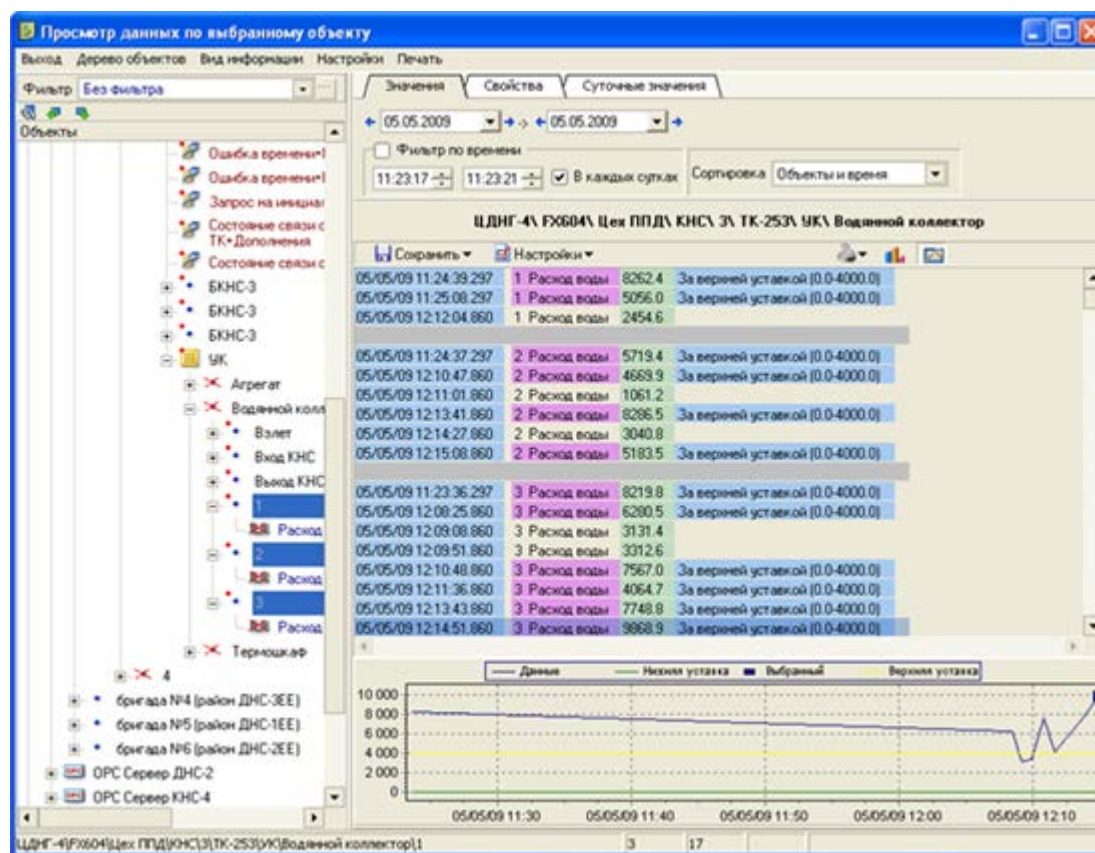 Просмотр данных по выбранному объекту
Выход Дерево объектов Вид информации Настройки Печать
Фильтр Без фильтра
Объекты
Ошибка времени
Ошибка времени
Запрос на инициал
Состояние связи с
ТК•Дополнения
Состояние связи с
БКНС-3
БКНС-3
БКНС-3
УК
Агрегат
Водянной колл
Взлет
Вход КНС
Выход КНС
1
Расход
2
Расход
3
Расход
Термошкаф
4
бригада №4 (район ДНС-3ЕЕ)
бригада №5 (район ДНС-1ЕЕ)
бригада №6 (район ДНС-2ЕЕ)
OPC Сервер ДНС-2
OPC Сервер КНС-4
Значения Свойства Суточные значения
05.05.2009 -> 05.05.2009
Фильтр по времени
11:23:17 11:23:21 В каждых сутках Сортировка Объекты и время
ЦДНГ-4\ FX604\ Цех ППД\ КНС\ 3\ ТК-253\ УК\ Водянной коллектор
Сохранить Настройки
05/05/09 11:24:39.297 1 Расход воды 8262.4 За верхней уставкой (0.0-4000.0)
05/05/09 11:25:08.297 1 Расход воды 5056.0 За верхней уставкой (0.0-4000.0)
05/05/09 12:12:04.860 1 Расход воды 2454.6
05/05/09 11:24:37.297 2 Расход воды 5719.4 За верхней уставкой (0.0-4000.0)
05/05/09 12:10:47.860 2 Расход воды 4669.9 За верхней уставкой (0.0-4000.0)
05/05/09 12:11:01.860 2 Расход воды 1061.2
05/05/09 12:13:41.860 2 Расход воды 8286.5 За верхней уставкой (0.0-4000.0)
05/05/09 12:14:27.860 2 Расход воды 3040.8
05/05/09 12:15:08.860 2 Расход воды 5183.5 За верхней уставкой (0.0-4000.0)
05/05/09 11:23:36.297 3 Расход воды 8219.8 За верхней уставкой (0.0-4000.0)
05/05/09 12:08:25.860 3 Расход воды 6280.5 За верхней уставкой (0.0-4000.0)
05/05/09 12:09:08.860 3 Расход воды 3131.4
05/05/09 12:09:51.860 3 Расход воды 3312.6
05/05/09 12:10:48.860 3 Расход воды 7567.0 За верхней уставкой (0.0-4000.0)
05/05/09 12:11:36.860 3 Расход воды 4064.7 За верхней уставкой (0.0-4000.0)
05/05/09 12:13:43.860 3 Расход воды 7748.8 За верхней уставкой (0.0-4000.0)
05/05/09 12:14:51.860 3 Расход воды 9868.9 За верхней уставкой (0.0-4000.0)
Данные Нижняя уставка Выбранный Верхняя уставка
10 000
8 000
6 000
4 000
2 000
0
05/05/09 11:30 05/05/09 11:40 05/05/09 11:50 05/05/09 12:00 05/05/09 12:10
ЦДНГ-4\FX604\Цех ППД\КНС\3\ТК-253\УК\Водянной коллектор\1 3 17